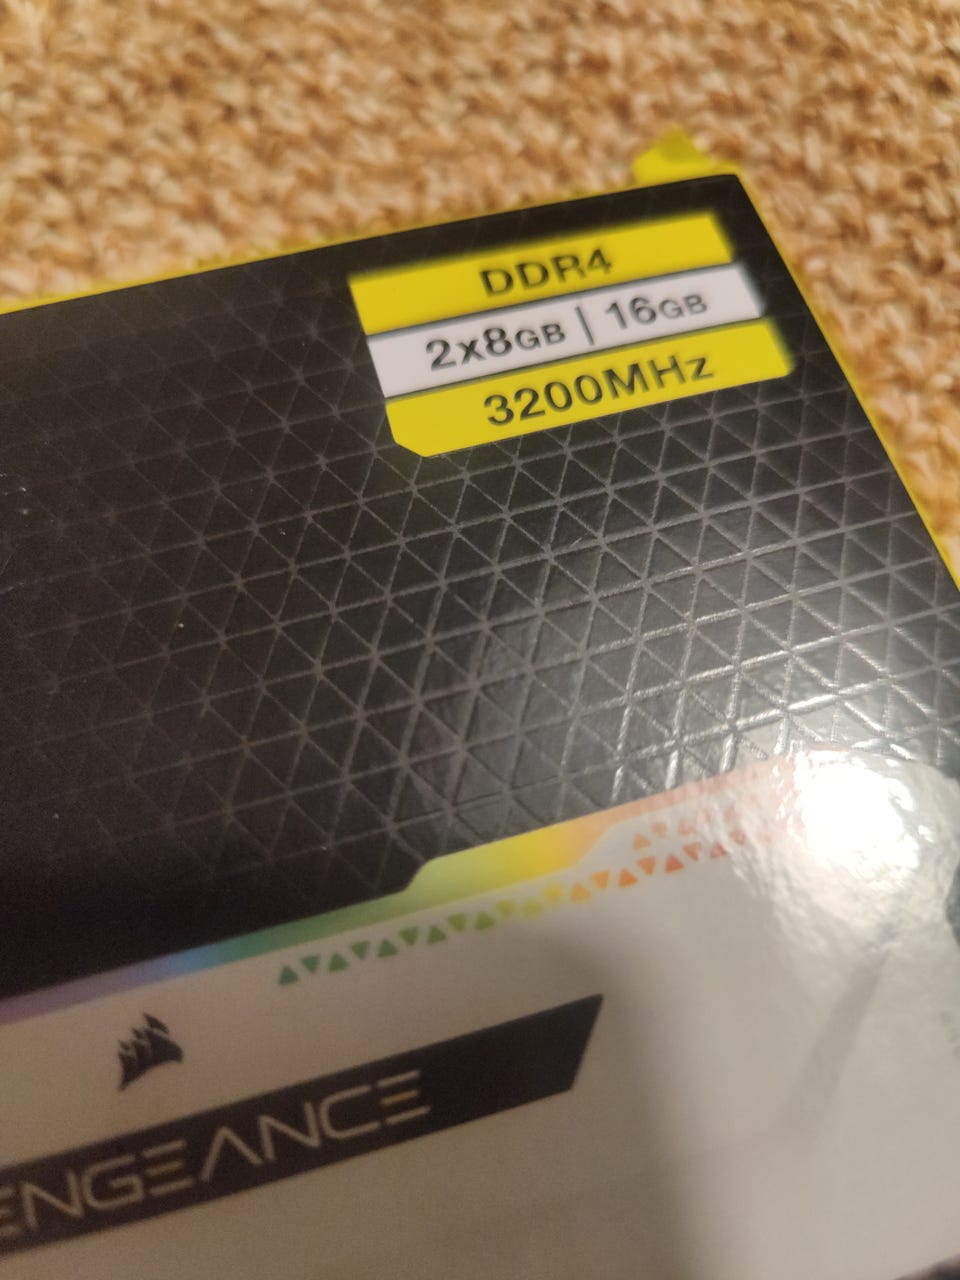 DDR4
2x8GB | 16GB
3200MHz
ENGEANCE